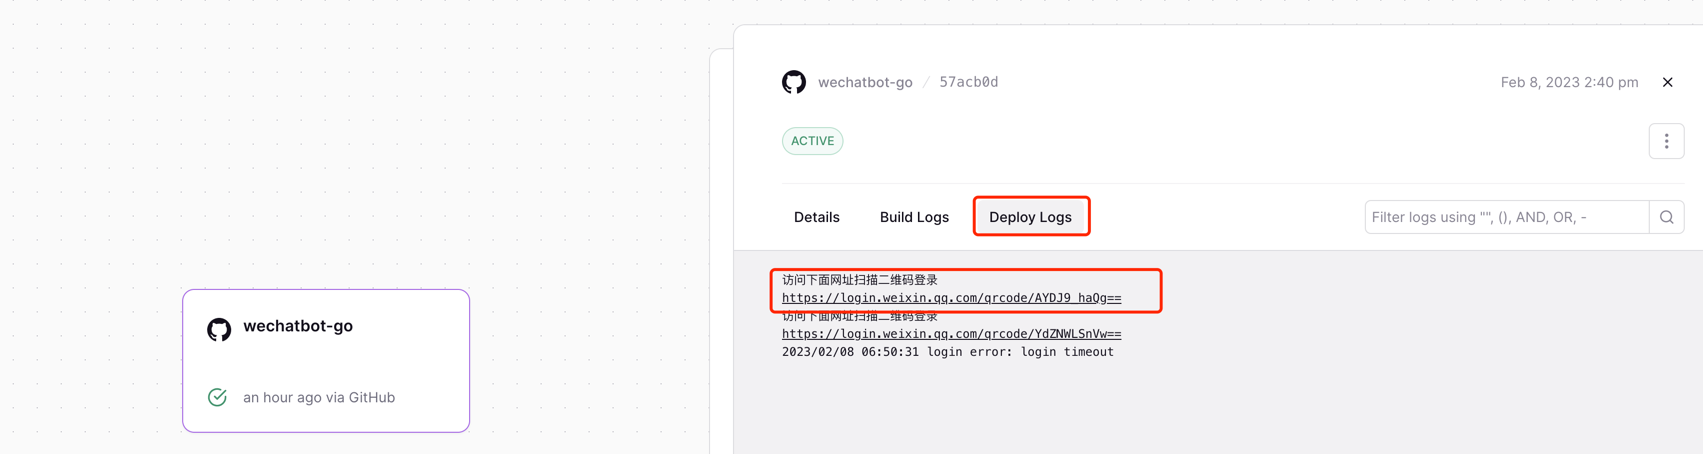 wechatbot-go / 57acb0d
Feb 8, 2023 2:40 pm
ACTIVE
Details
Build Logs
Deploy Logs
Filter logs using "", (), AND, OR, -
访问下面网址扫描二维码登录
https://login.weixin.qq.com/qrcode/AYDJ9_haQg==
访问下面网址扫描二维码登录
https://login.weixin.qq.com/qrcode/YdZNWLSnVw==
2023/02/08 06:50:31 login error: login timeout
wechatbot-go
an hour ago via GitHub